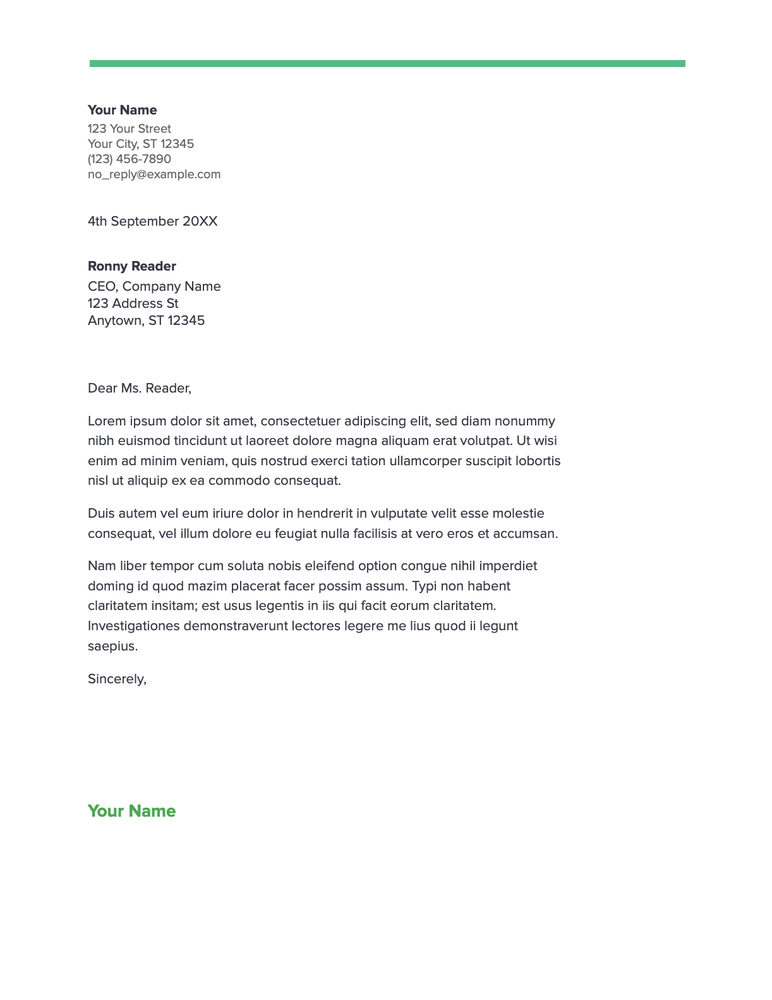 Your Name
123 Your Street
Your City, ST 12345
(123) 456-7890
no_reply@example.com
4th September 20XX
Ronny Reader
CEO, Company Name
123 Address St
Anytown, ST 12345
Dear Ms. Reader,
Lorem ipsum dolor sit amet, consectetuer adipiscing elit, sed diam nonummy
nibh euismod tincidunt ut laoreet dolore magna aliquam erat volutpat. Ut wisi
enim ad minim veniam, quis nostrud exerci tation ullamcorper suscipit lobortis
nisl ut aliquip ex ea commodo consequat.
Duis autem vel eum iriure dolor in hendrerit in vulputate velit esse molestie
consequat, vel illum dolore eu feugiat nulla facilisis at vero eros et accumsan.
Nam liber tempor cum soluta nobis eleifend option congue nihil imperdiet
doming id quod mazim placerat facer possim assum. Typi non habent
claritatem insitam; est usus legentis in iis qui facit eorum claritatem.
Investigationes demonstraverunt lectores legere me lius quod ii legunt
saepius.
Sincerely,
Your Name